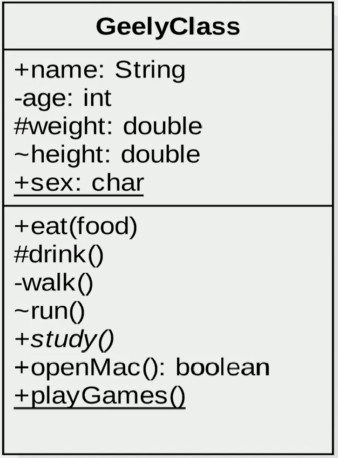 GeelyClass
+name: String
-age: int
#weight: double
~height: double
+sex: char
+eat(food)
#drink()
-walk()
~run()
+study()
+openMac(): boolean
+playGames()